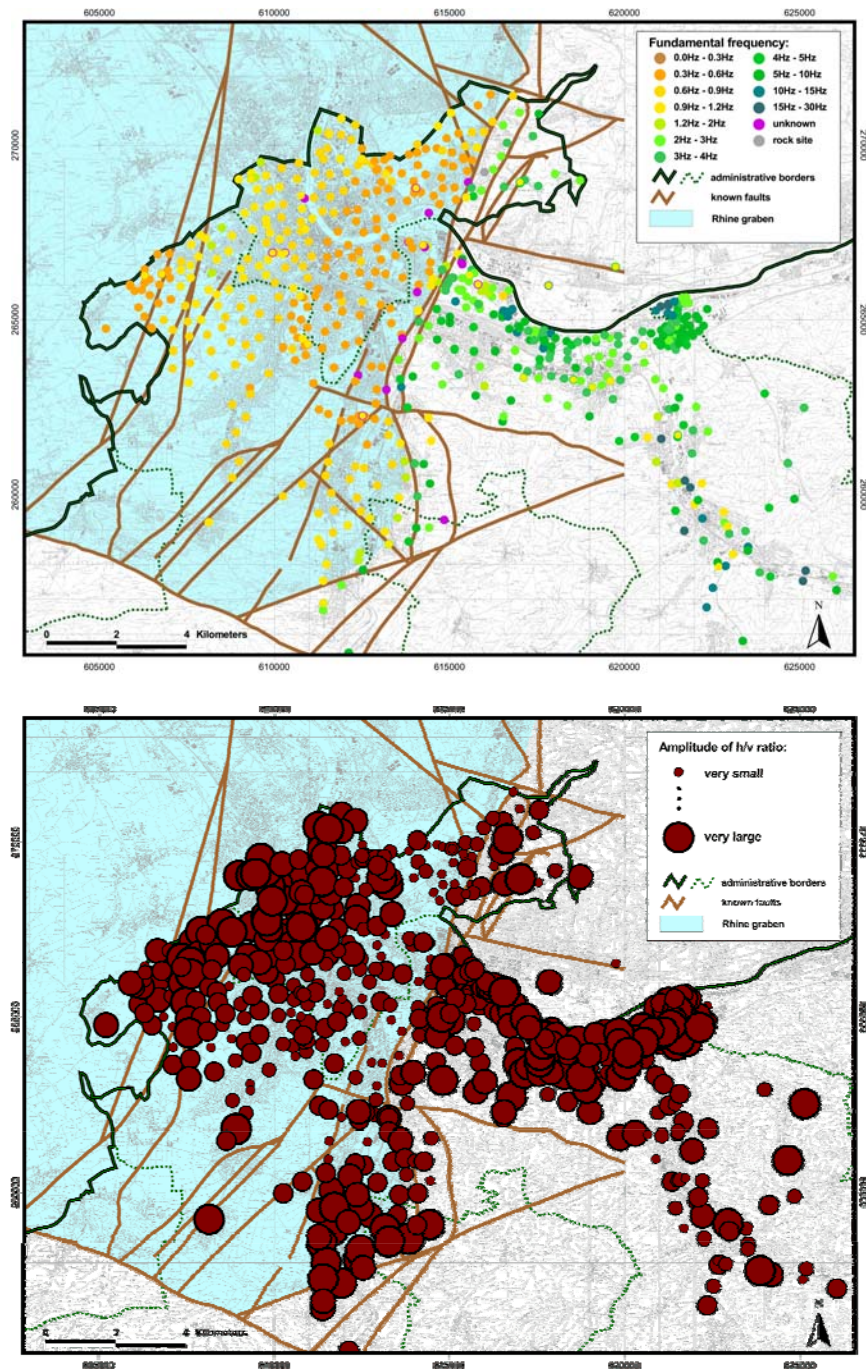 605000 610000 615000 620000 625000
Fundamental frequency:
0.0Hz - 0.3Hz 4Hz - 5Hz
0.3Hz - 0.6Hz 5Hz - 10Hz
0.6Hz - 0.9Hz 10Hz - 15Hz
0.9Hz - 1.2Hz 15Hz - 30Hz
1.2Hz - 2Hz unknown
2Hz - 3Hz rock site
3Hz - 4Hz
administrative borders
known faults
Rhine graben
270000 270000
265000 265000
260000 260000
N
0 2 4 Kilometers
605000 610000 615000 620000 625000
Amplitude of h/v ratio:
very small
very large
administrative borders
known faults
Rhine graben
N
0 2 4 Kilometers